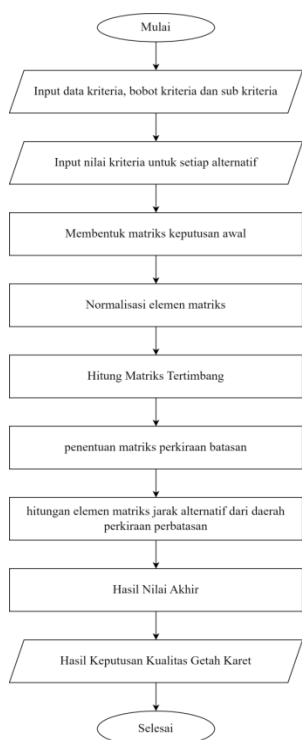 Mulai
Input data kriteria, bobot kriteria dan sub kriteria
Input nilai kriteria untuk setiap alternatif
Membentuk matriks keputusan awal
Normalisasi elemen matriks
Hitung Matriks Tertimbang
penentuan matriks perkiraan batasan
hitungan elemen matriks jarak alternatif dari daerah
perkiraan perbatasan
Hasil Nilai Akhir
Hasil Keputusan Kualitas Getah Karet
Selesai